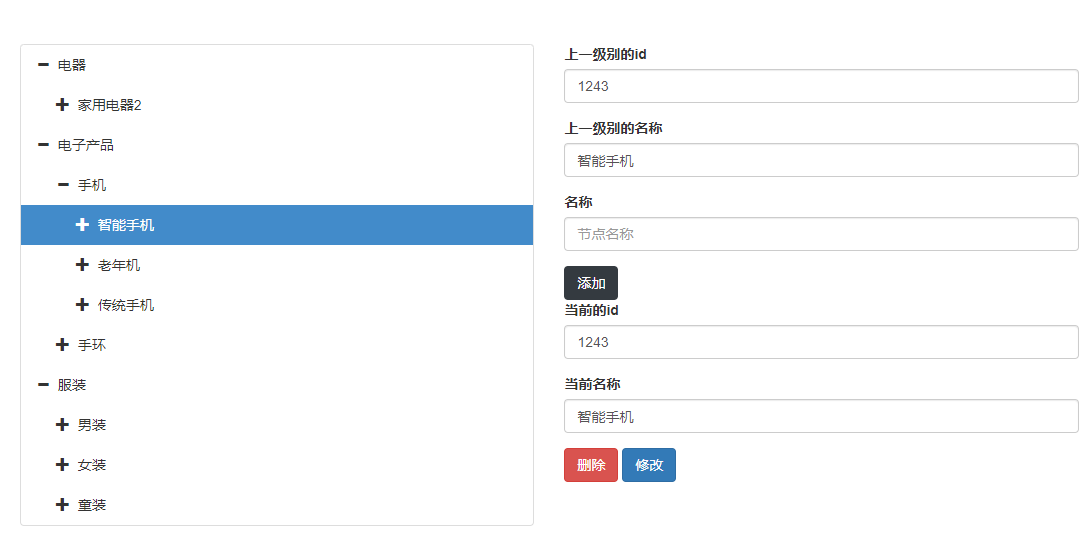 电器
家用电器2
电子产品
手机
智能手机
老年机
传统手机
手环
服装
男装
女装
童装
上一级别的id
1243
上一级别的名称
智能手机
名称
节点名称
添加
当前的id
1243
当前名称
智能手机
删除 修改